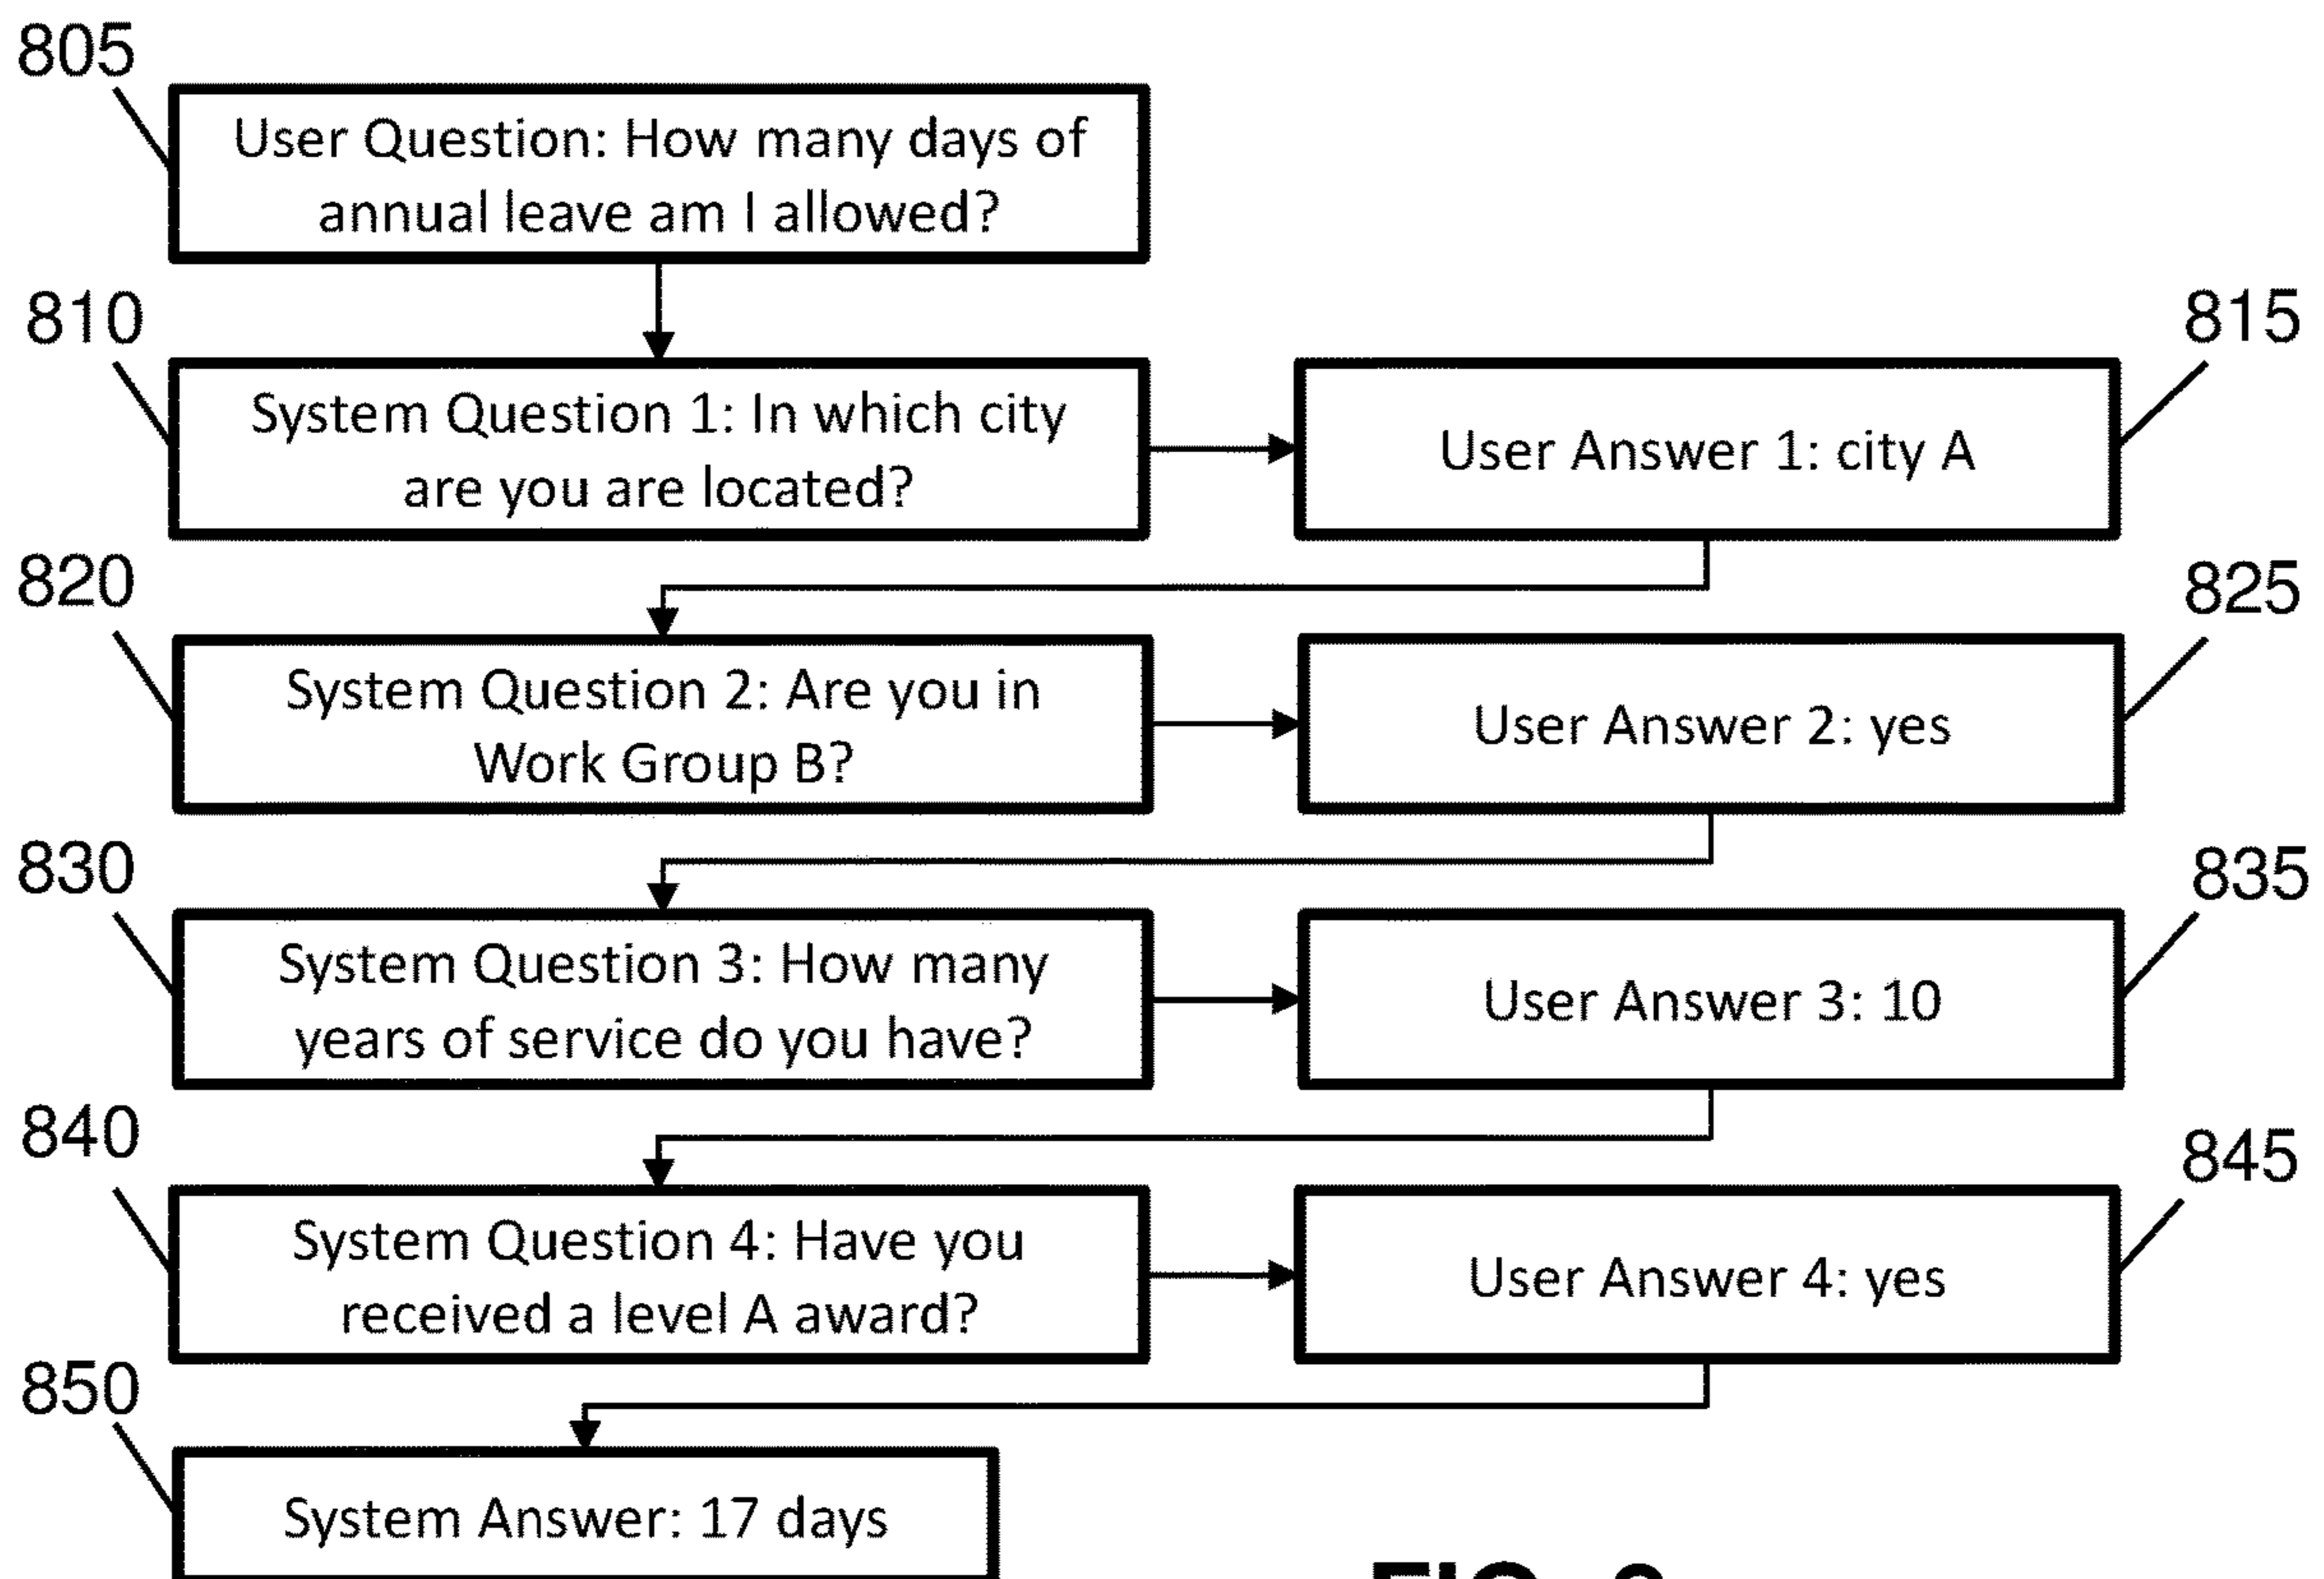 805
User Question: How many days of
annual leave am I allowed?
810
System Question 1: In which city
are you are located?
815
User Answer 1: city A
820
System Question 2: Are you in
Work Group B?
825
User Answer 2: yes
830
System Question 3: How many
years of service do you have?
835
User Answer 3: 10
840
System Question 4: Have you
received a level A award?
845
User Answer 4: yes
850
System Answer: 17 days